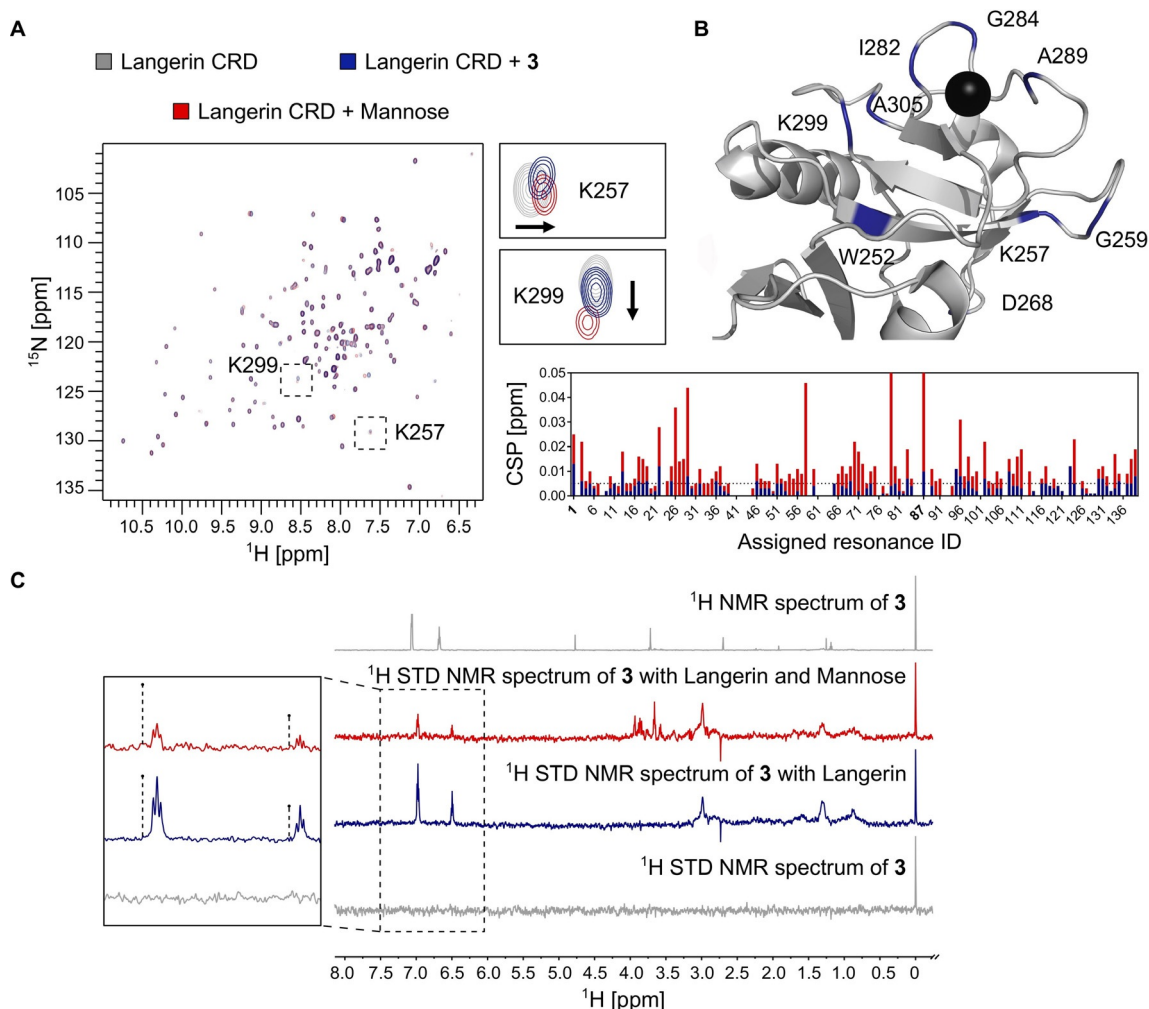 A
Langerin CRD
Langerin CRD + 3
Langerin CRD + Mannose
15N [ppm]
105
110
115
120
125
130
135
K299
K257
10.5 10.0 9.5 9.0 8.5 8.0 7.5 7.0 6.5
1H [ppm]
K257
K299
B
G284
I282
A289
A305
K299
W252
K257
G259
D268
CSP [ppm]
0.05
0.04
0.03
0.02
0.01
0.00
1 6 11 16 21 26 31 36 41 46 51 56 61 66 71 76 81 87 91 96 101 106 111 116 121 126 131 136
Assigned resonance ID
C
1H NMR spectrum of 3
1H STD NMR spectrum of 3 with Langerin and Mannose
1H STD NMR spectrum of 3 with Langerin
1H STD NMR spectrum of 3
8.0 7.5 7.0 6.5 6.0 5.5 5.0 4.5 4.0 3.5 3.0 2.5 2.0 1.5 1.0 0.5 0
1H [ppm]